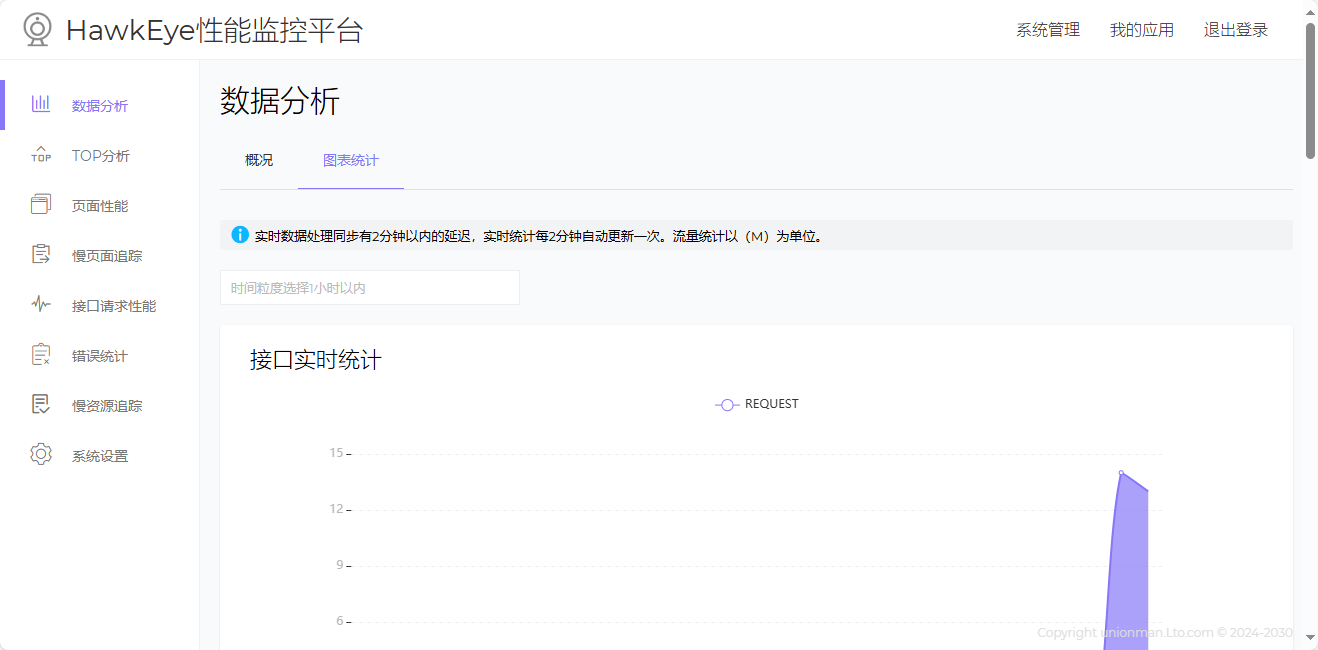 HawkEye性能监控平台
系统管理 我的应用 退出登录
数据分析
TOP分析
页面性能
慢页面追踪
接口请求性能
错误统计
慢资源追踪
系统设置
数据分析
概况 图表统计
实时数据处理同步有2分钟以内的延迟，实时统计每2分钟自动更新一次。流量统计以（M）为单位。
时间粒度选择1小时以内
接口实时统计
REQUEST
15
12
9
6
Copyright unionman.Lto.com © 2024-2030
TOP